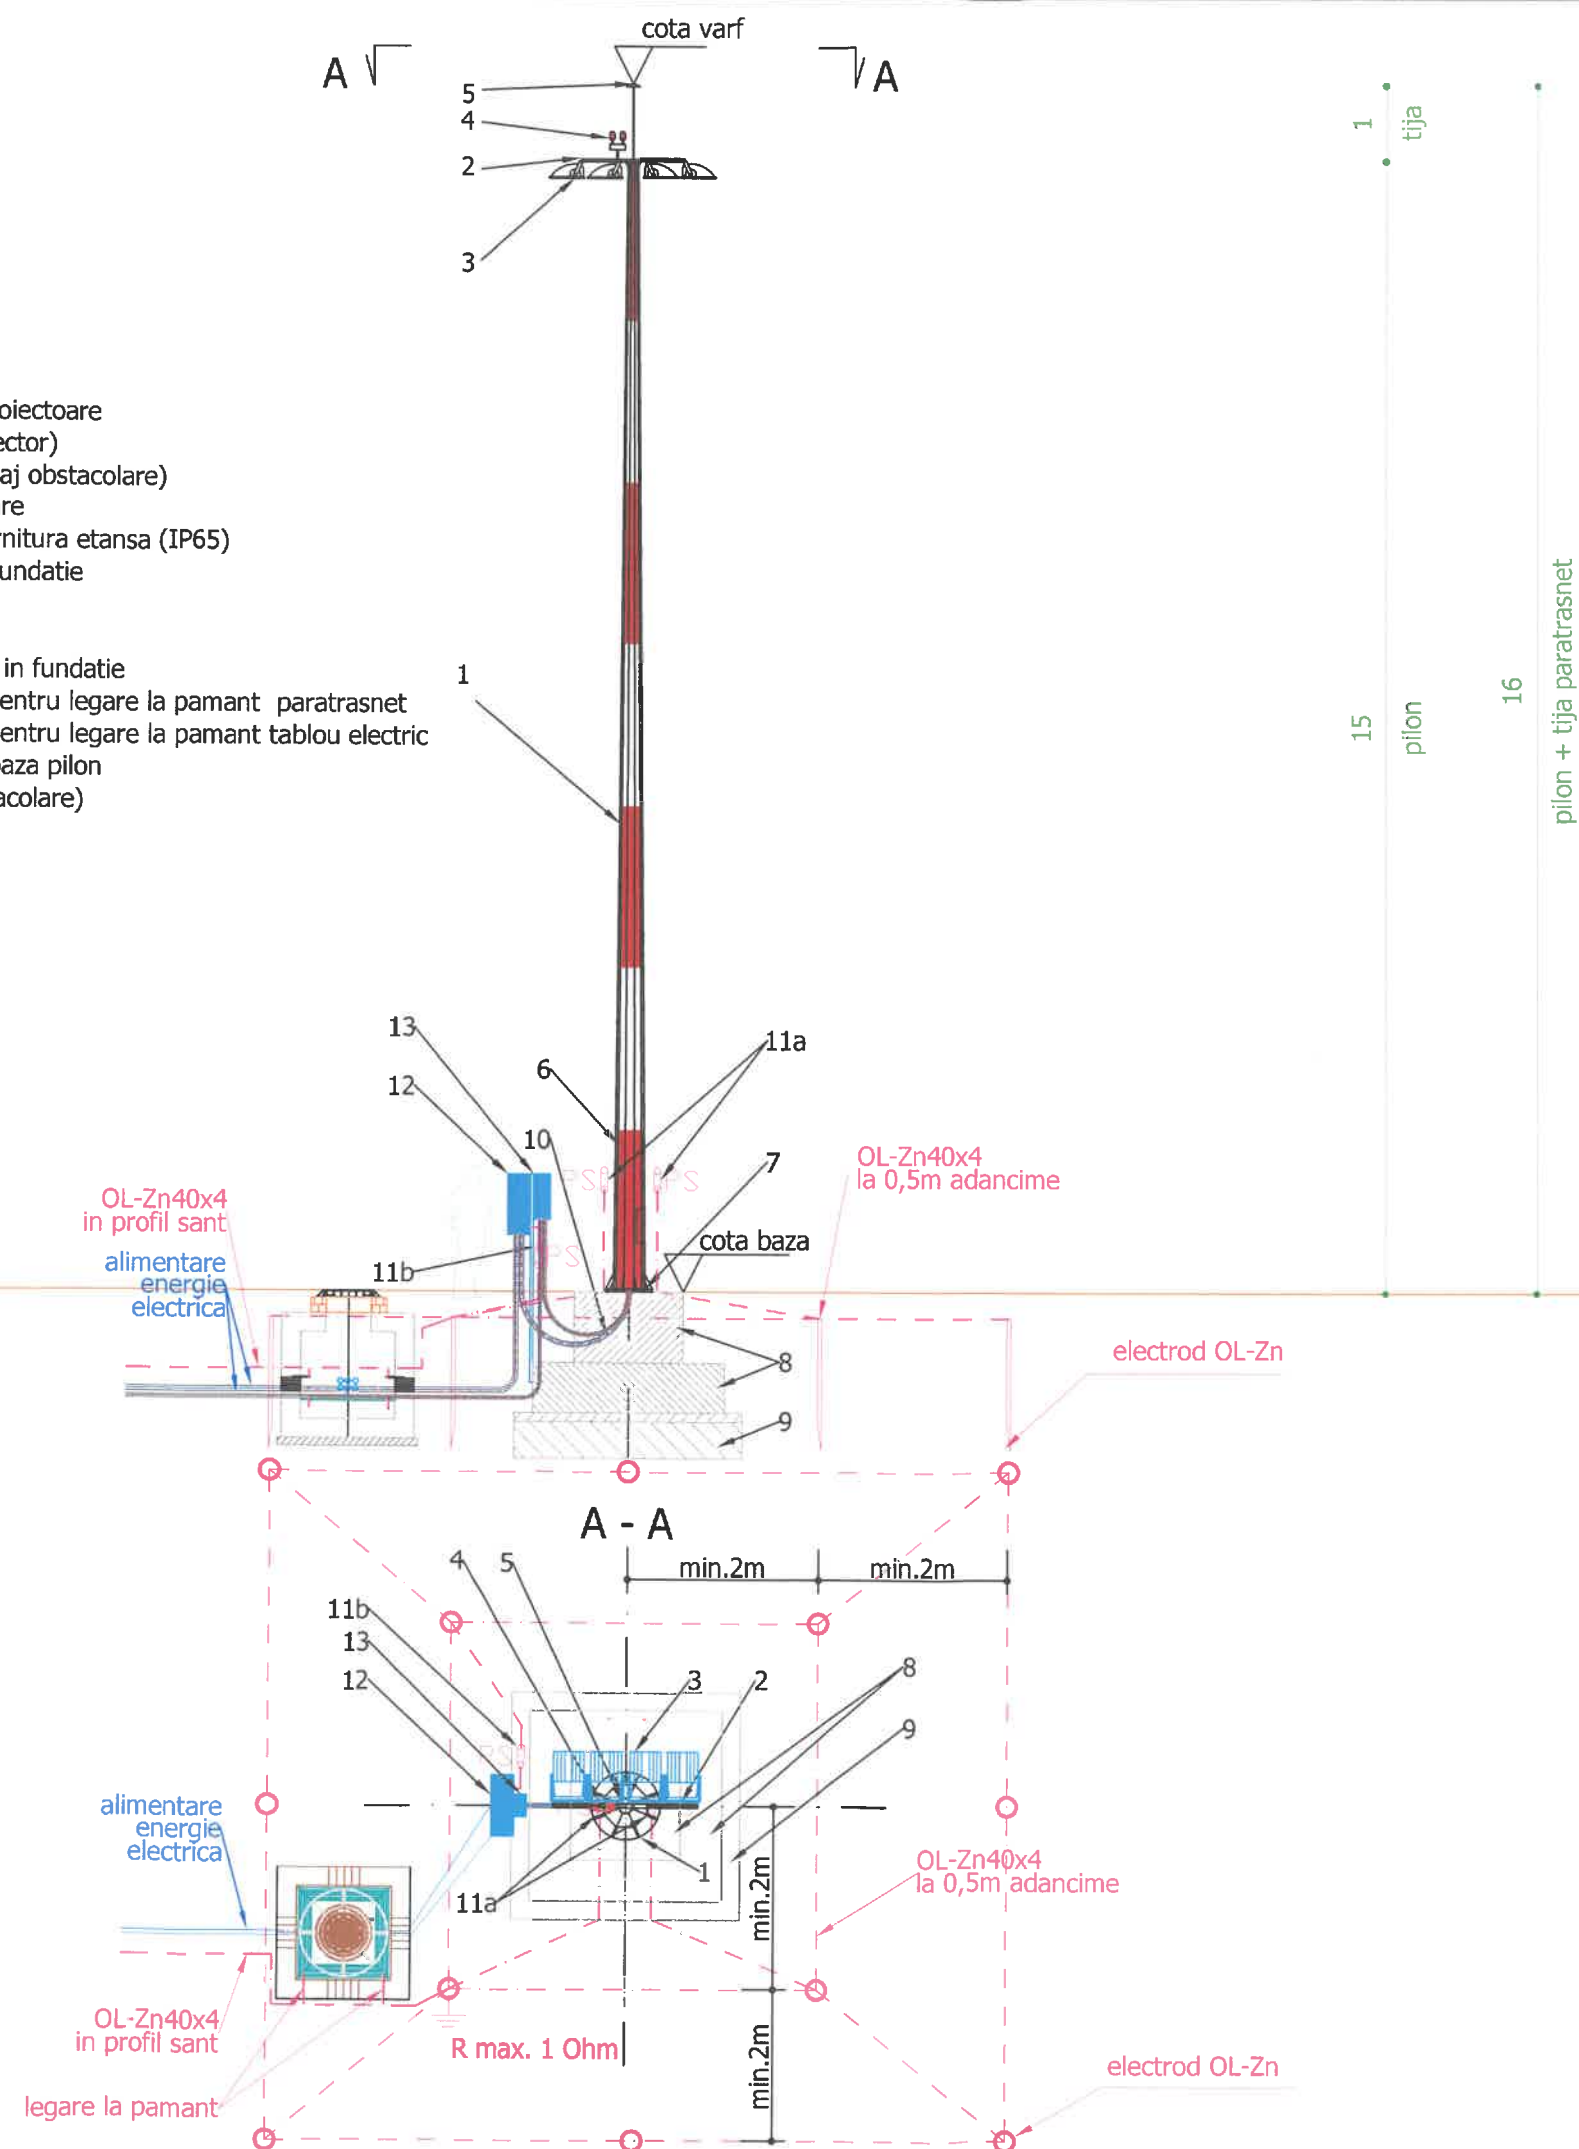 cota varf
A
A
5
4
2
3
1
tija
oiectoare
ector)
aj obstacolare)
re
rnitura etansa (IP65)
undatie
in fundatie
entru legare la pamant paratrasnet
entru legare la pamant tablou electric
aza pilon
acolare)
1
15
pilon
16
pilon + tija paratrasnet
13
12
6
10
11a
7
PS
PS
OL-Zn40x4
la 0,5m adancime
OL-Zn40x4
in profil sant
alimentare
energie
electrica
11b
PS
cota baza
8
9
electrod OL-Zn
A - A
min.2m
min.2m
4
5
11b
13
12
3
2
8
9
PS
alimentare
energie
electrica
11a
1
min.2m
OL-Zn40x4
la 0,5m adancime
OL-Zn40x4
in profil sant
R max. 1 Ohm
min.2m
electrod OL-Zn
legare la pamant